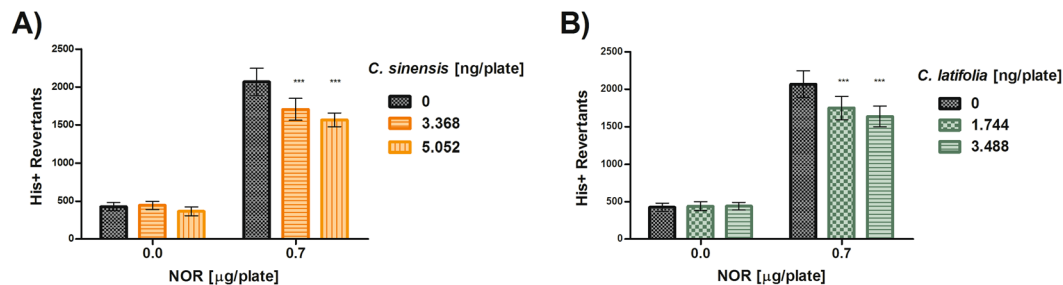 A)
His+ Revertants
2500
2000
1500
1000
500
0
*** ***
0.0 0.7
NOR [μg/plate]
C. sinensis [ng/plate]
0
3.368
5.052
B)
His+ Revertants
2500
2000
1500
1000
500
0
*** ***
0.0 0.7
NOR [μg/plate]
C. latifolia [ng/plate]
0
1.744
3.488